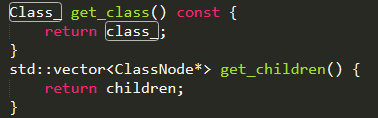 Class_ get_class() const {
    return class_;
}
std::vector<ClassNode*> get_children() {
    return children;
}